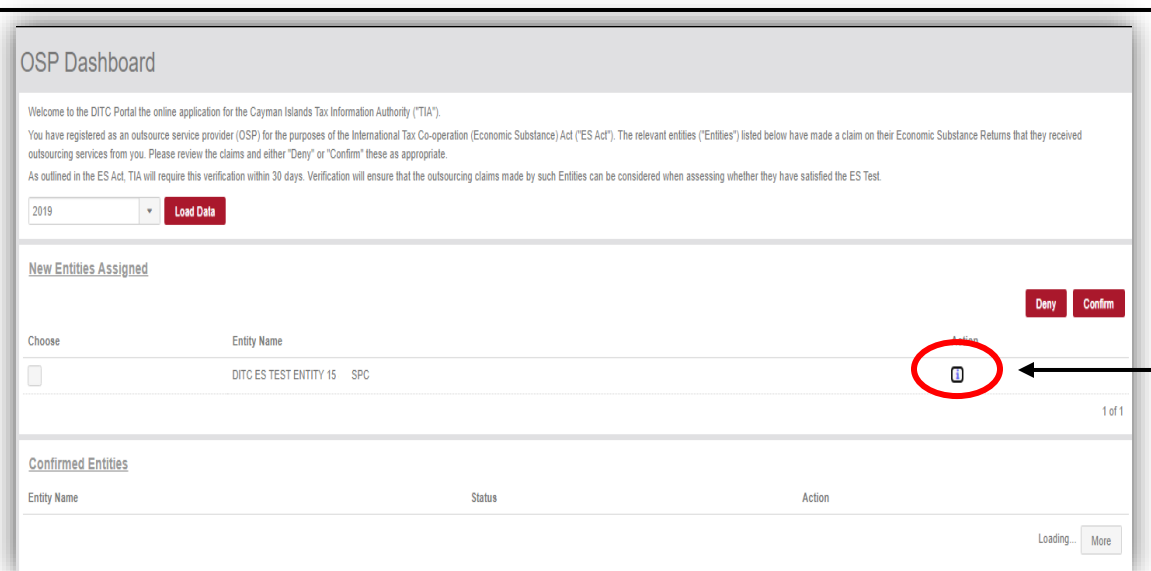 OSP Dashboard
Welcome to the DITC Portal the online application for the Cayman Islands Tax Information Authority ("TIA").
You have registered as an outsource service provider (OSP) for the purposes of the International Tax Co-operation (Economic Substance) Act ("ES Act"). The relevant entities ("Entities") listed below have made a claim on their Economic Substance Returns that they received
outsourcing services from you. Please review the claims and either "Deny" or "Confirm" these as appropriate.
As outlined in the ES Act, TIA will require this verification within 30 days. Verification will ensure that the outsourcing claims made by such Entities can be considered when assessing whether they have satisfied the ES Test.
2019 Load Data
New Entities Assigned
Deny Confirm
Choose Entity Name Action
DITC ES TEST ENTITY 15 SPC i
1 of 1
Confirmed Entities
Entity Name Status Action
Loading... More